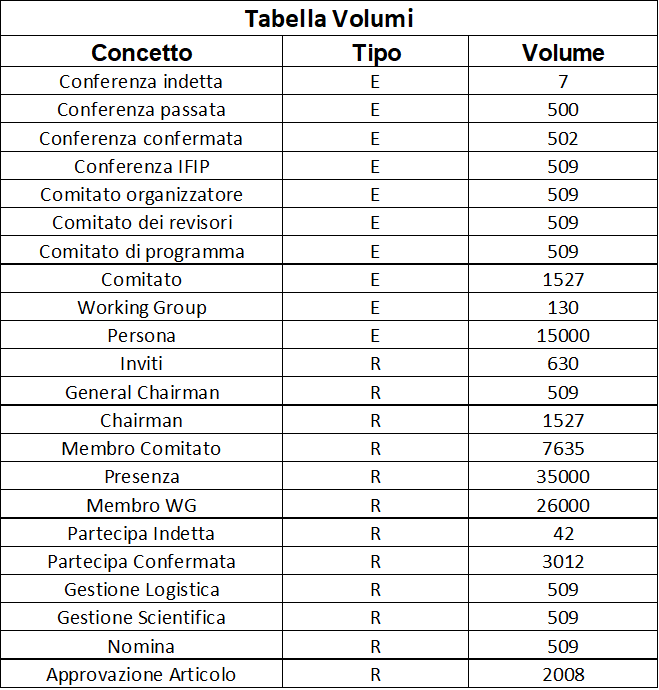 Tabella Volumi
Concetto Tipo Volume
Conferenza indetta E 7
Conferenza passata E 500
Conferenza confermata E 502
Conferenza IFIP E 509
Comitato organizzatore E 509
Comitato dei revisori E 509
Comitato di programma E 509
Comitato E 1527
Working Group E 130
Persona E 15000
Inviti R 630
General Chairman R 509
Chairman R 1527
Membro Comitato R 7635
Presenza R 35000
Membro WG R 26000
Partecipa Indetta R 42
Partecipa Confermata R 3012
Gestione Logistica R 509
Gestione Scientifica R 509
Nomina R 509
Approvazione Articolo R 2008